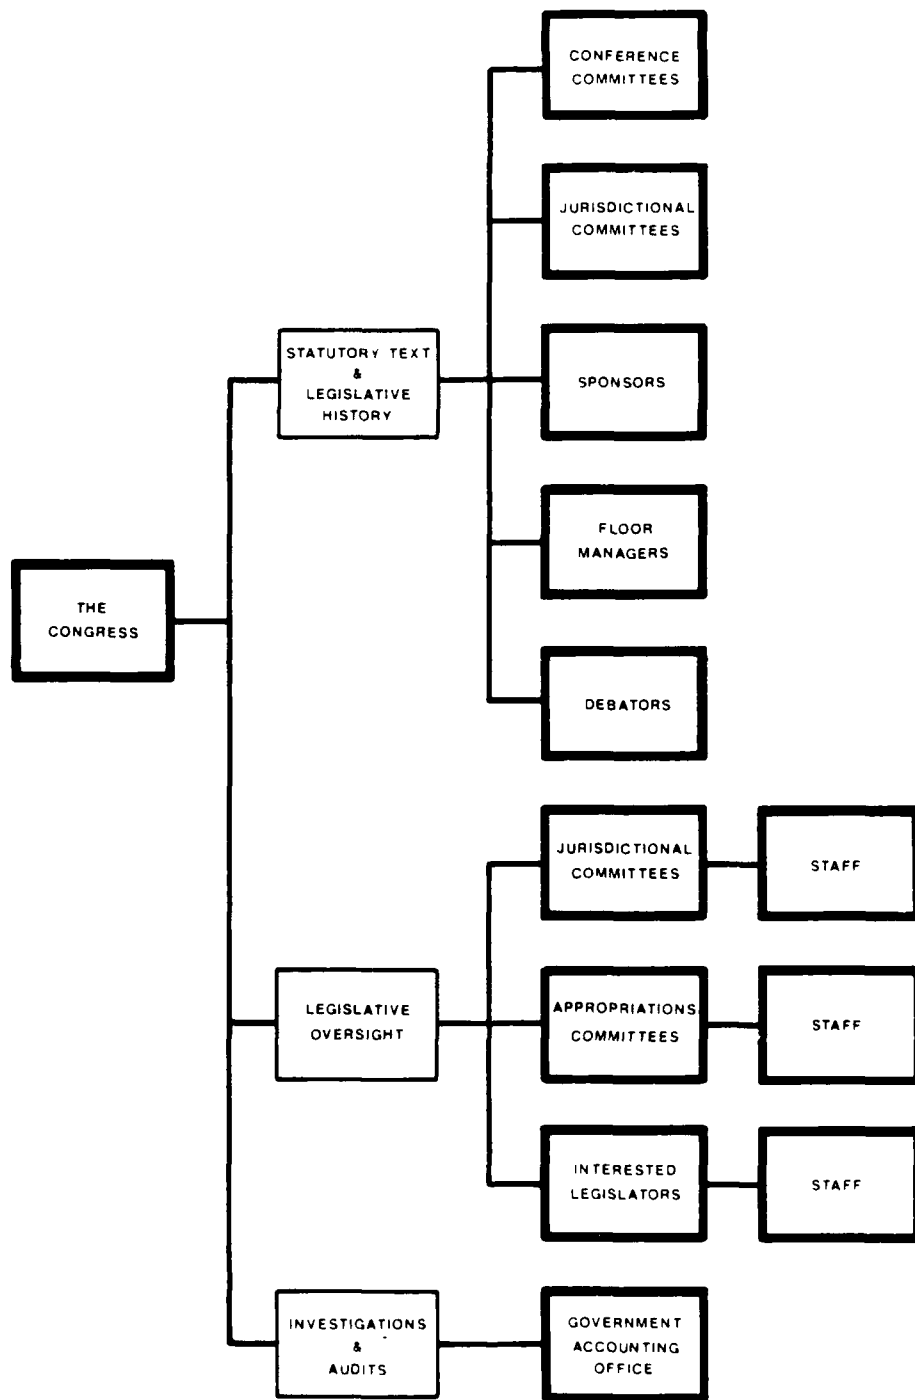 CONFERENCE
COMMITTEES
JURISDICTIONAL
COMMITTEES
STATUTORY TEXT
&
LEGISLATIVE
HISTORY
SPONSORS
FLOOR
MANAGERS
THE
CONGRESS
DEBATORS
JURISDICTIONAL
COMMITTEES
STAFF
LEGISLATIVE
OVERSIGHT
APPROPRIATIONS
COMMITTEES
STAFF
INTERESTED
LEGISLATORS
STAFF
INVESTIGATIONS
&
AUDITS
GOVERNMENT
ACCOUNTING
OFFICE